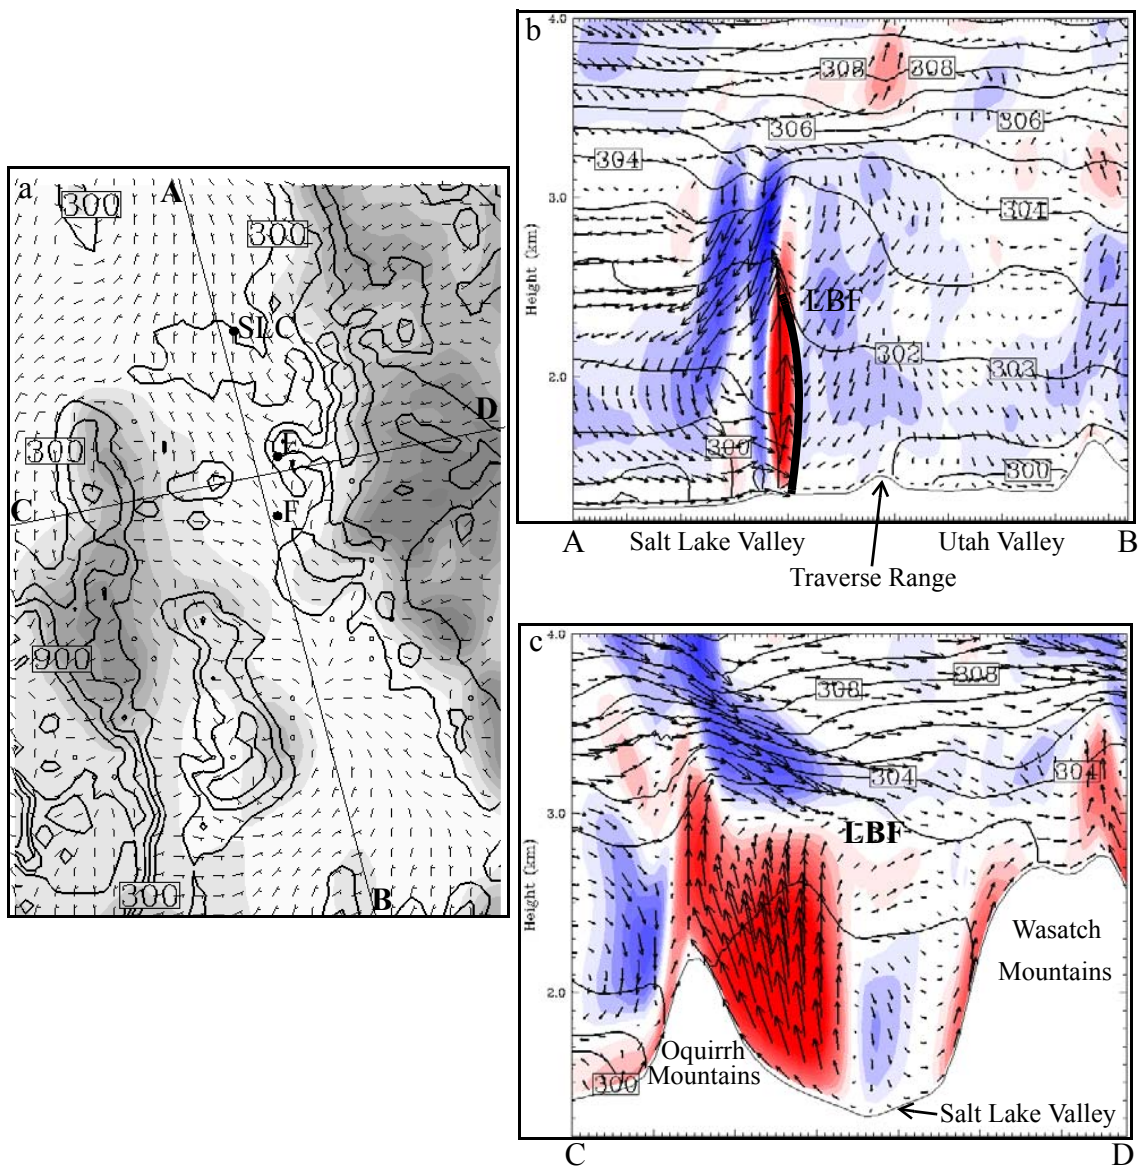 a
A
300
300
SLC
D
E
300
C
F
900
300
B
b
4.0
308
308
306
306
304
3.0
304
Height (km)
LBF
302
303
2.0
300
300
A
Salt Lake Valley
Utah Valley
B
Traverse Range
c
4.0
308
308
304
304
3.0
LBF
Height (km)
Wasatch
Mountains
2.0
Oquirrh
Mountains
300
Salt Lake Valley
C
D